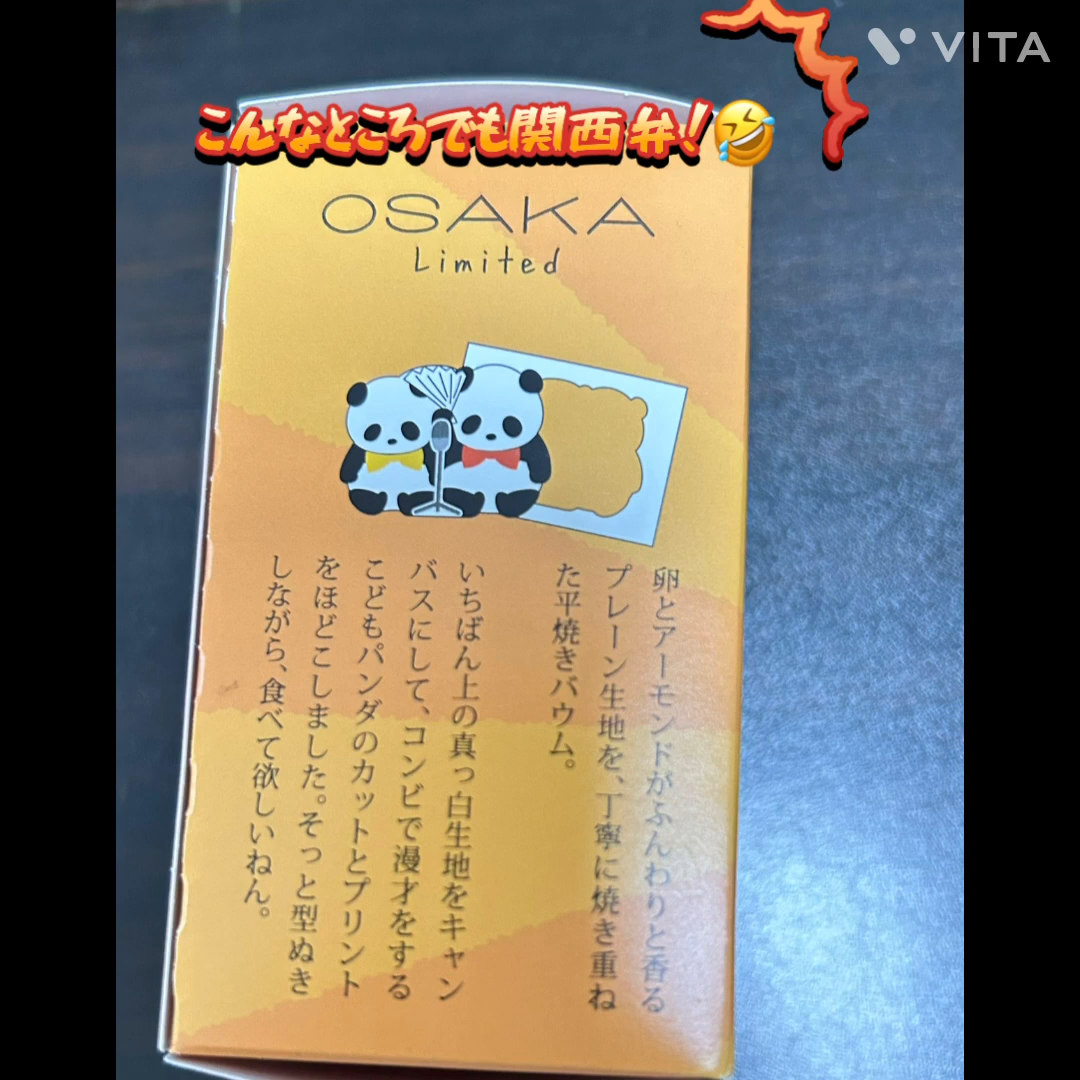 VITA
こんなところでも関西弁!🤣
OSAKA
Limited
卵とアーモンドがふんわりと香る
プレーン生地を、丁寧に焼き重ね
た平焼きバウム。
いちばん上の真っ白生地をキャン
バスにして、コンビで漫才をする
こどもパンダのカットとプリント
をほどこしました。そっと型ぬき
しながら、食べて欲しいねん。